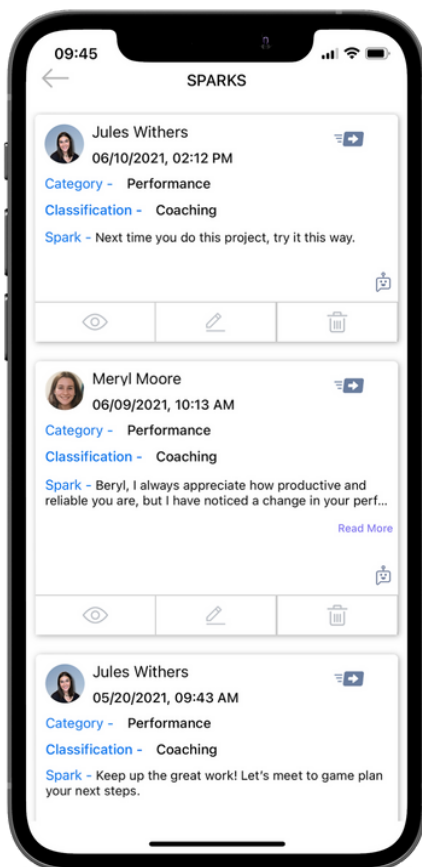 09:45
SPARKS
Jules Withers
06/10/2021, 02:12 PM
Category - Performance
Classification - Coaching
Spark - Next time you do this project, try it this way.
Meryl Moore
06/09/2021, 10:13 AM
Category - Performance
Classification - Coaching
Spark - Beryl, I always appreciate how productive and
reliable you are, but I have noticed a change in your perf...
Read More
Jules Withers
05/20/2021, 09:43 AM
Category - Performance
Classification - Coaching
Spark - Keep up the great work! Let's meet to game plan
your next steps.